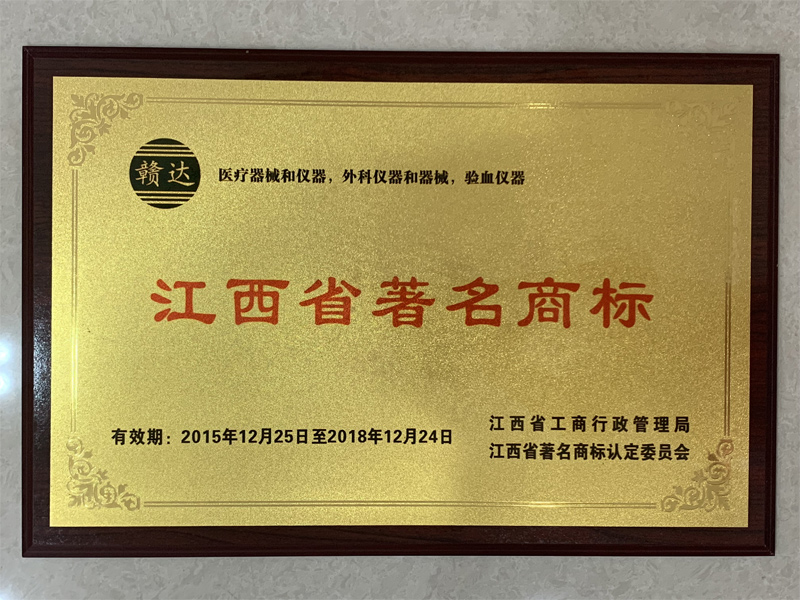 赣达
医疗器械和仪器，外科仪器和器械，验血仪器
江西省著名商标
有效期：2015年12月25日至2018年12月24日
江西省工商行政管理局
江西省著名商标认定委员会